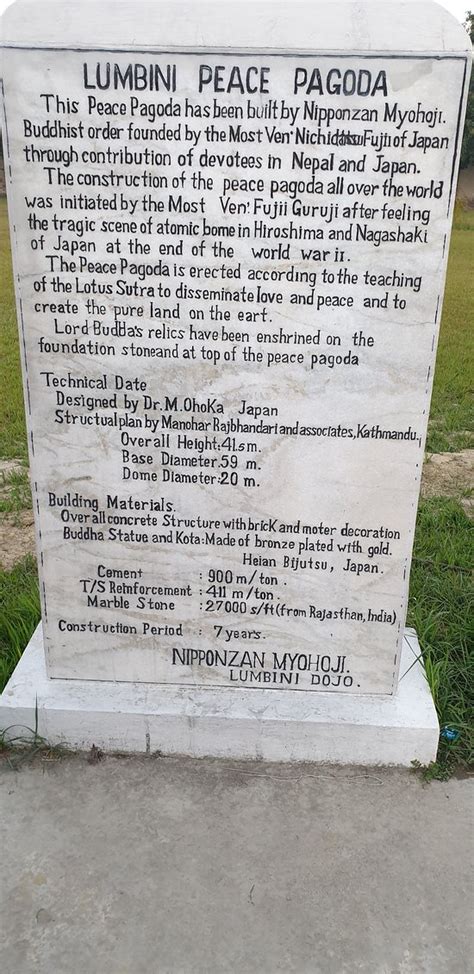 LUMBINI PEACE PAGODA
This Peace Pagoda has been built by Nipponzan Myohoji.
Buddhist order founded by the Most Ven. Nichidatsu Fujii of Japan
through contribution of devotees in Nepal and Japan.
The construction of the peace pagoda all over the world
was initiated by the Most Ven. Fujii Guruji after feeling
the tragic scene of atomic bome in Hiroshima and Nagashaki
of Japan at the end of the world war II.
The Peace Pagoda is erected according to the teaching
of the Lotus Sutra to disseminate love and peace and to
create the pure land on the eart.
Lord Buddha's relics have been enshrined on the
foundation stoneand at top of the peace pagoda
Technical Date
Designed by Dr. M. OhoKa Japan
Structual plan by Manohar Rajbhandari and associates, Kathmandu.
Overall Height: 41.5m.
Base Diameter: 59 m.
Dome Diameter: 20 m.
Building Materials.
Over all concrete Structure with brick and moter decoration
Buddha Statue and Kota: Made of bronze plated with gold.
Heian Bijutsu, Japan.
Cement : 900 m/ton .
T/S Reinforcement : 411 m/ton .
Marble Stone : 27000 s/ft (from Rajasthan, India)
Construction Period : 7 years.
NIPPONZAN MYOHOJI.
LUMBINI DOJO.